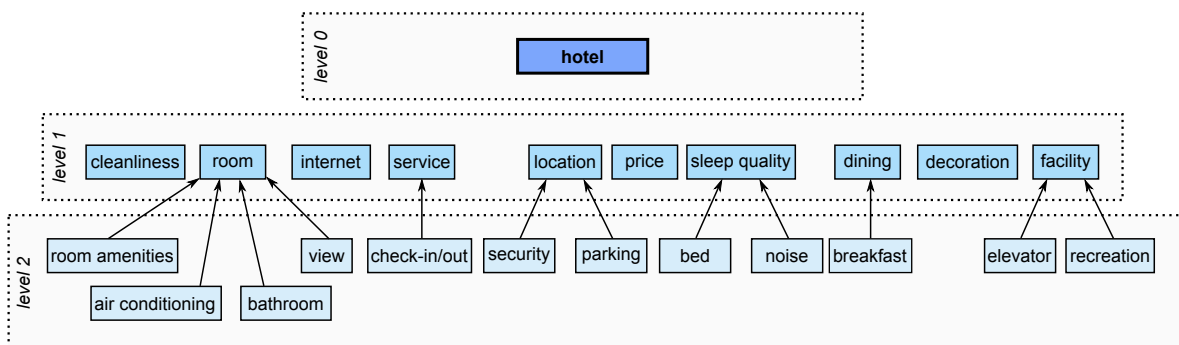 level 0
hotel
level 1
cleanliness
room
internet
service
location
price
sleep quality
dining
decoration
facility
level 2
room amenities
view
check-in/out
security
parking
bed
noise
breakfast
elevator
recreation
air conditioning
bathroom